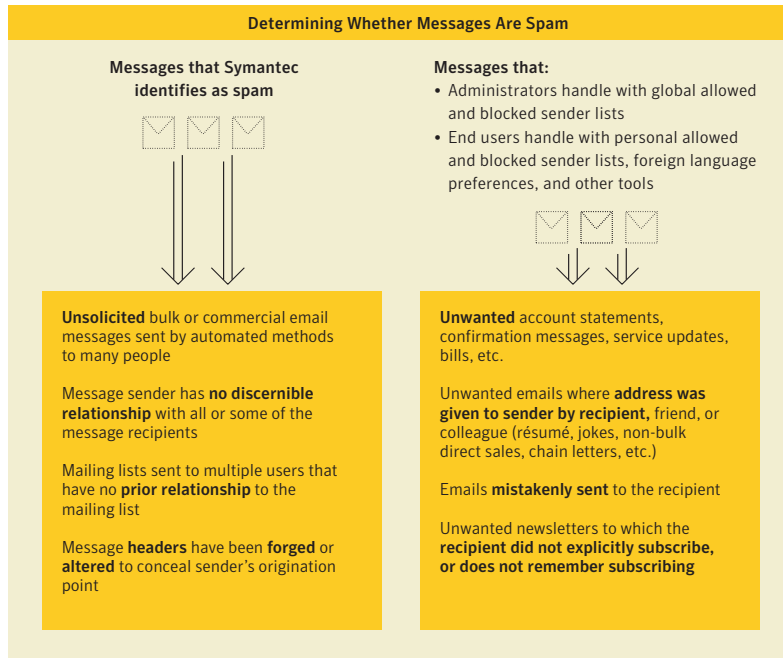 Determining Whether Messages Are Spam
Messages that Symantec
identifies as spam
Unsolicited bulk or commercial email
messages sent by automated methods
to many people
Message sender has no discernible
relationship with all or some of the
message recipients
Mailing lists sent to multiple users that
have no prior relationship to the
mailing list
Message headers have been forged or
altered to conceal sender’s origination
point
Messages that:
• Administrators handle with global allowed
and blocked sender lists
• End users handle with personal allowed
and blocked sender lists, foreign language
preferences, and other tools
Unwanted account statements,
confirmation messages, service updates,
bills, etc.
Unwanted emails where address was
given to sender by recipient, friend, or
colleague (résumé, jokes, non-bulk
direct sales, chain letters, etc.)
Emails mistakenly sent to the recipient
Unwanted newsletters to which the
recipient did not explicitly subscribe,
or does not remember subscribing